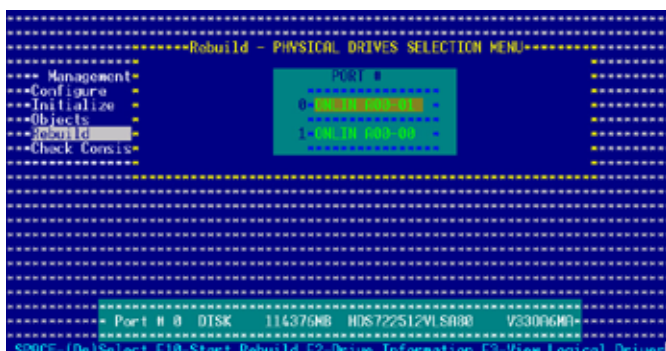 Rebuild - PHYSICAL DRIVES SELECTION MENU
Management
PORT #
Configure
0 ONLIN A00-01
Initialize
Objects
Rebuild
1 ONLIN A00-00
Check Consis
Port # 0 DISK 114376MB HDS722512VLSA80 V33OA6MA
SPACE-(De)Select F10-Start Rebuild F2-Drive Information F3-View Logical Drives